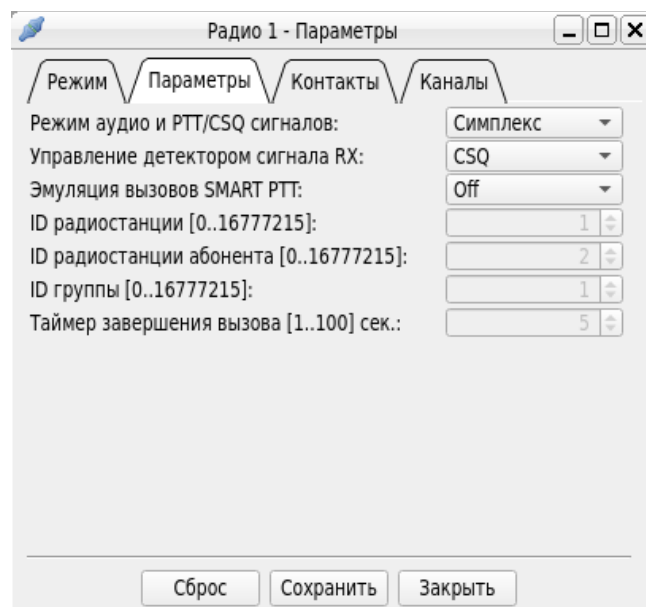 Радио 1 - Параметры
Режим Параметры Контакты Каналы
Режим аудио и PTT/CSQ сигналов: Симплекс
Управление детектором сигнала RX: CSQ
Эмуляция вызовов SMART PTT: Off
ID радиостанции [0..16777215]: 1
ID радиостанции абонента [0..16777215]: 2
ID группы [0..16777215]: 1
Таймер завершения вызова [1..100] сек.: 5
Сброс Сохранить Закрыть